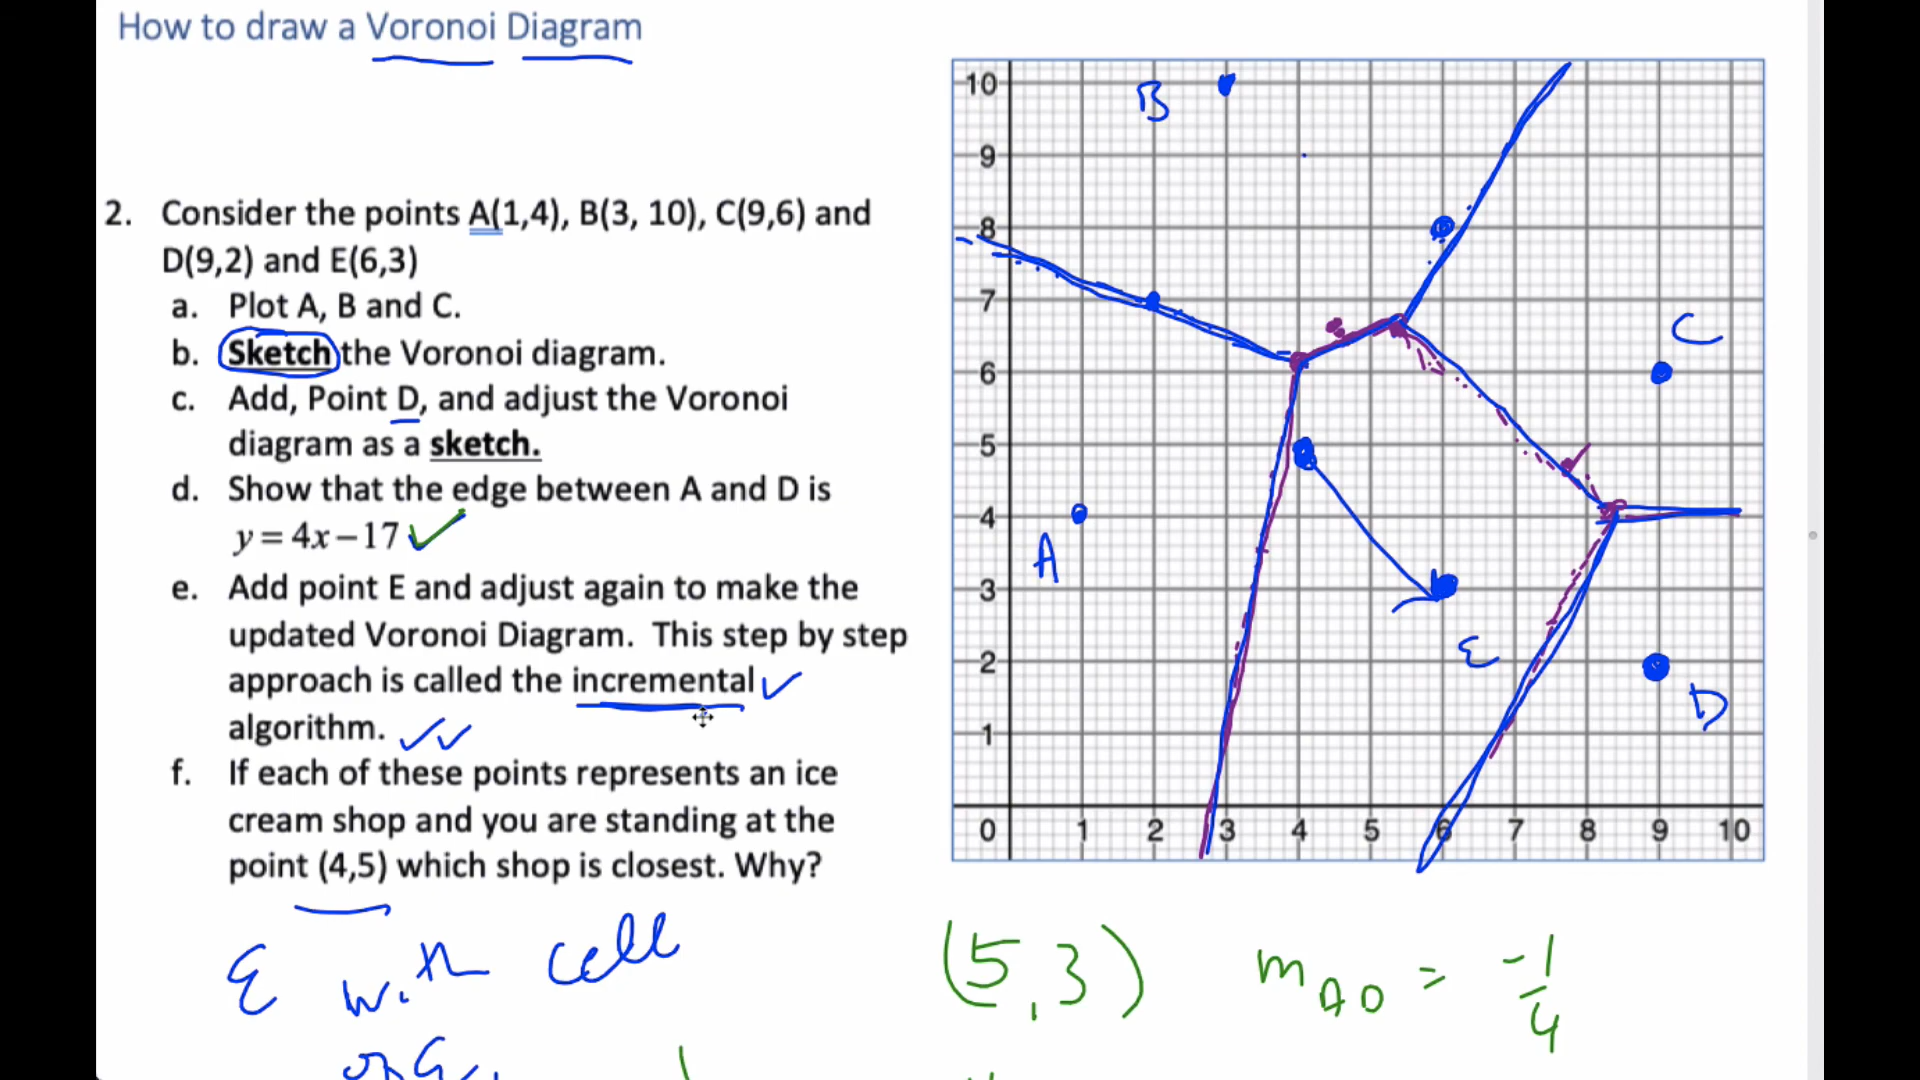 How to draw a Voronoi Diagram
2. Consider the points A(1,4), B(3, 10), C(9,6) and
D(9,2) and E(6,3)
a. Plot A, B and C.
b. Sketch the Voronoi diagram.
c. Add, Point D, and adjust the Voronoi
diagram as a sketch.
d. Show that the edge between A and D is
y = 4x – 17
e. Add point E and adjust again to make the
updated Voronoi Diagram. This step by step
approach is called the incremental
algorithm.
f. If each of these points represents an ice
cream shop and you are standing at the
point (4,5) which shop is closest. Why?
E with cell
10
9
8
7
6
5
4
3
2
1
0 1 2 3 4 5 6 7 8 9 10
B
C
A
E
D
(5,3) m AD = -1/4